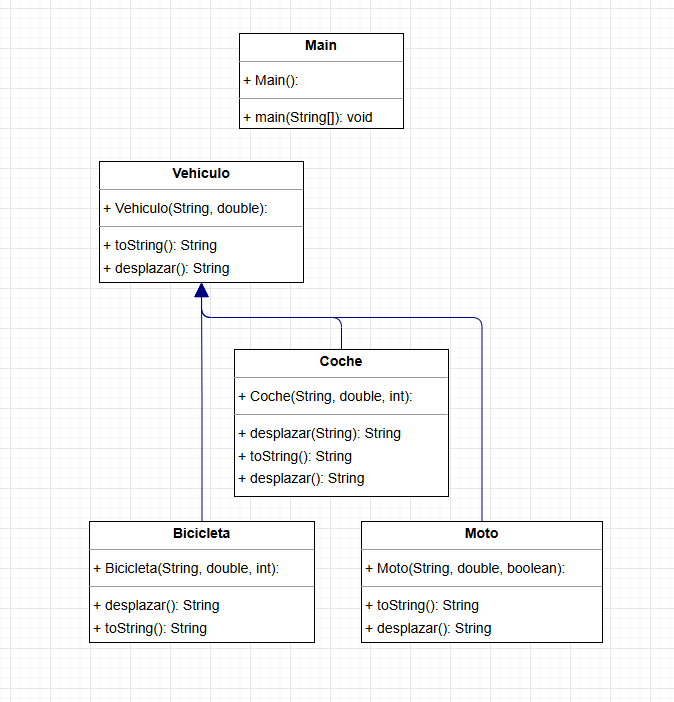 Main
+ Main():
+ main(String[]): void
Vehiculo
+ Vehiculo(String, double):
+ toString(): String
+ desplazar(): String
Coche
+ Coche(String, double, int):
+ desplazar(String): String
+ toString(): String
+ desplazar(): String
Bicicleta
+ Bicicleta(String, double, int):
+ desplazar(): String
+ toString(): String
Moto
+ Moto(String, double, boolean):
+ toString(): String
+ desplazar(): String